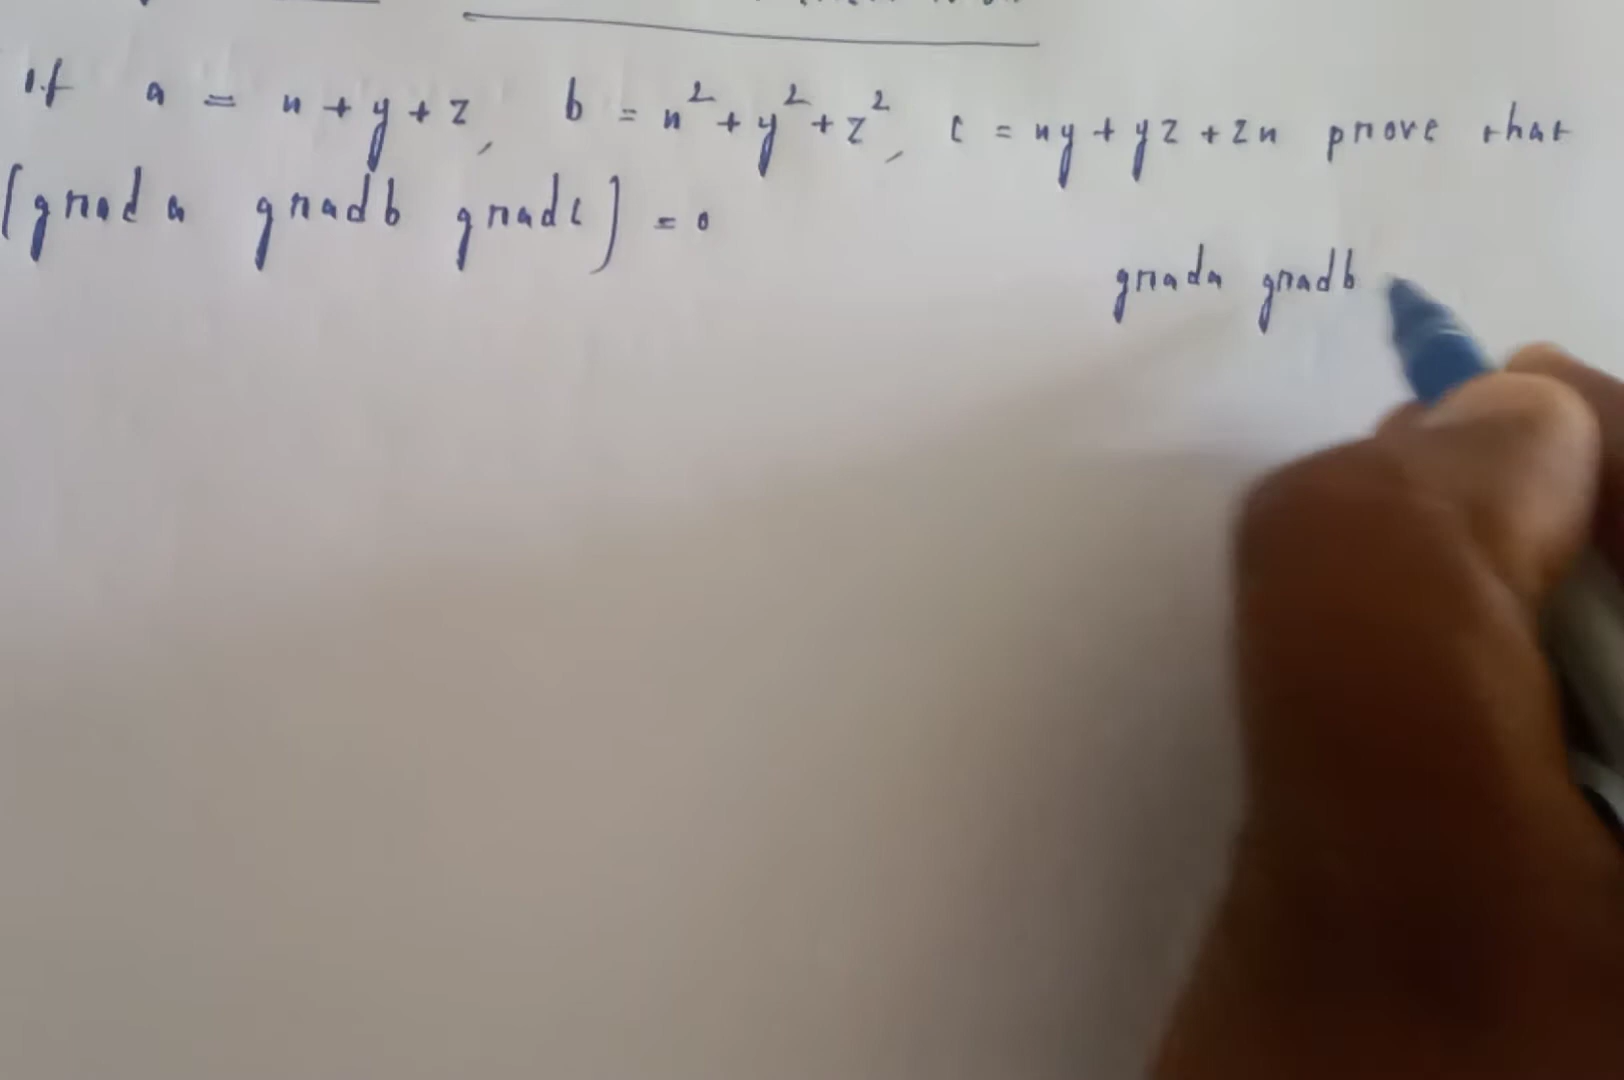 If a = x + y + z, b = x² + y² + z², c = xy + yz + zx prove that
[grad a grad b grad c] = 0
grad a grad b